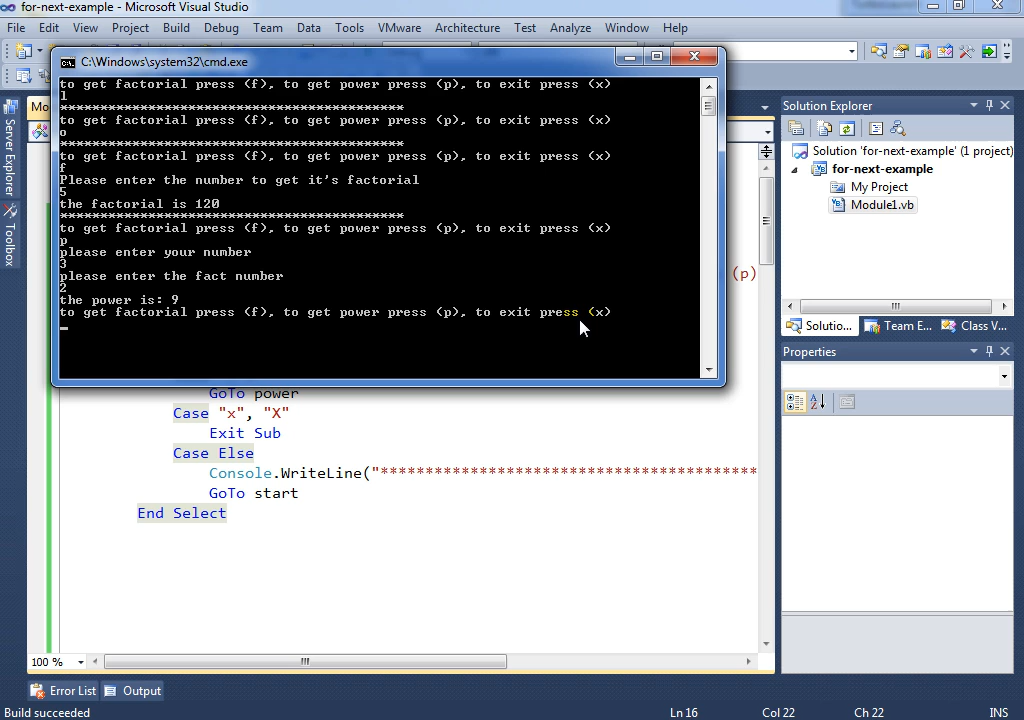 for-next-example - Microsoft Visual Studio
File Edit View Project Build Debug Team Data Tools VMware Architecture Test Analyze Window Help
C:\Windows\system32\cmd.exe
to get factorial press (f), to get power press (p), to exit press (x)
l
*******************************************
to get factorial press (f), to get power press (p), to exit press (x)
o
*******************************************
to get factorial press (f), to get power press (p), to exit press (x)
f
Please enter the number to get it's factorial
5
the factorial is 120
*******************************************
to get factorial press (f), to get power press (p), to exit press (x)
p
please enter your number
3
please enter the fact number
2
the power is: 9
to get factorial press (f), to get power press (p), to exit press (x)
Server Explorer
Toolbox
Mo
(p)
GoTo power
Case "x", "X"
Exit Sub
Case Else
Console.WriteLine("******************************************
GoTo start
End Select
100 %
Solution Explorer
Solution 'for-next-example' (1 project)
for-next-example
My Project
Module1.vb
Solutio... Team E... Class V...
Properties
Error List Output
Build succeeded Ln 16 Col 22 Ch 22 INS